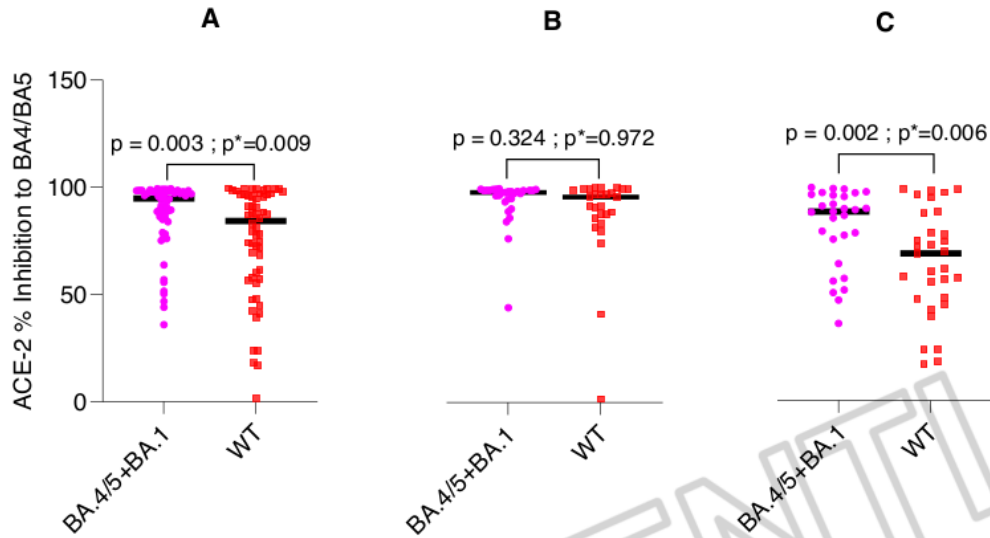 A
B
C
ACE-2 % Inhibition to BA4/BA5
150
100
50
0
p = 0.003 ; p*=0.009
p = 0.324 ; p*=0.972
p = 0.002 ; p*=0.006
BA.4/5+BA.1
WT
BA.4/5+BA.1
WT
BA.4/5+BA.1
WT